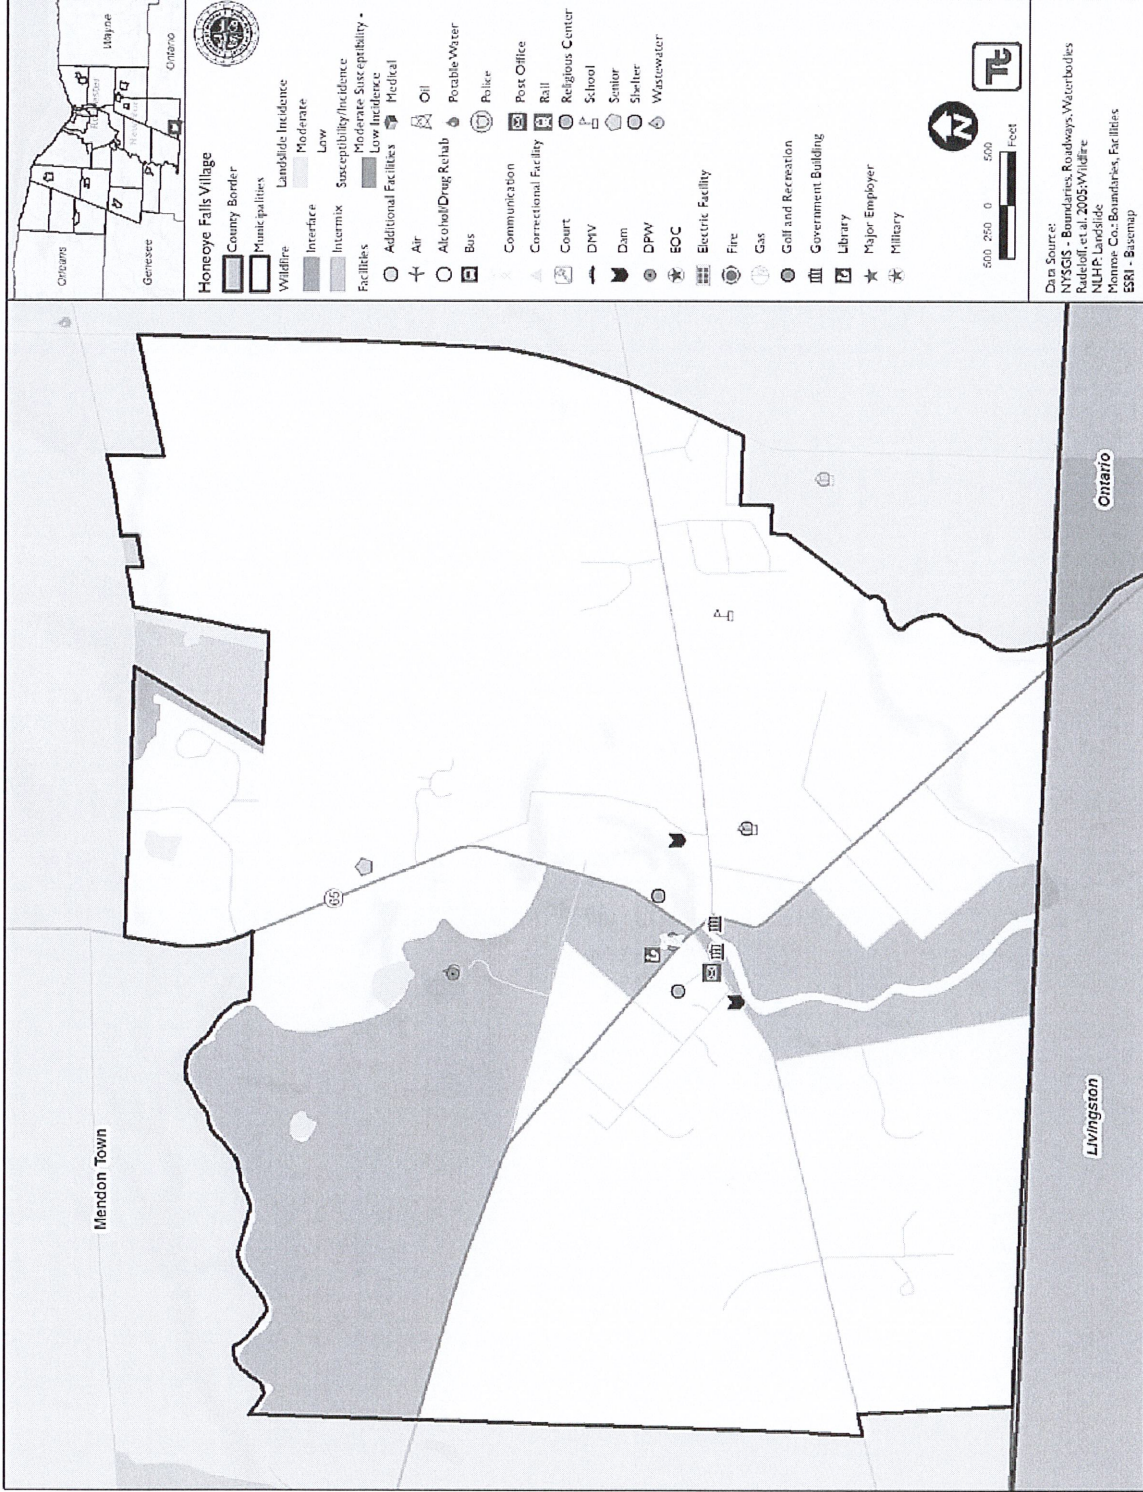 Orleans
Genesee
Wayne
Ontario
Honeoye Falls Village
County Border
Municipalities
Wildfire
Interface
Intermix
Landslide Incidence
Moderate
Low
Susceptibility/Incidence
Moderate Susceptibility -
Low Incidence
Facilities
Additional Facilities
Air
Alcohol/Drug Rehab
Bus
Communication
Correctional Facility
Court
DMV
Dam
DPW
EOC
Electric Facility
Fire
Gas
Golf and Recreation
Government Building
Library
Major Employer
Military
Medical
Oil
Potable Water
Police
Post Office
Rail
Religious Center
School
Senior
Shelter
Wastewater
N
Tt
500 250 0 500
Feet
Data Source:
NYSGIS - Boundaries, Roadways, Waterbodies
Radeloff, et al. 2005: Wildfire
NLHP: Landslide
Monroe Co.: Boundaries, Facilities
ESRI - Basemap
Mendon Town
65
Livingston
Ontario